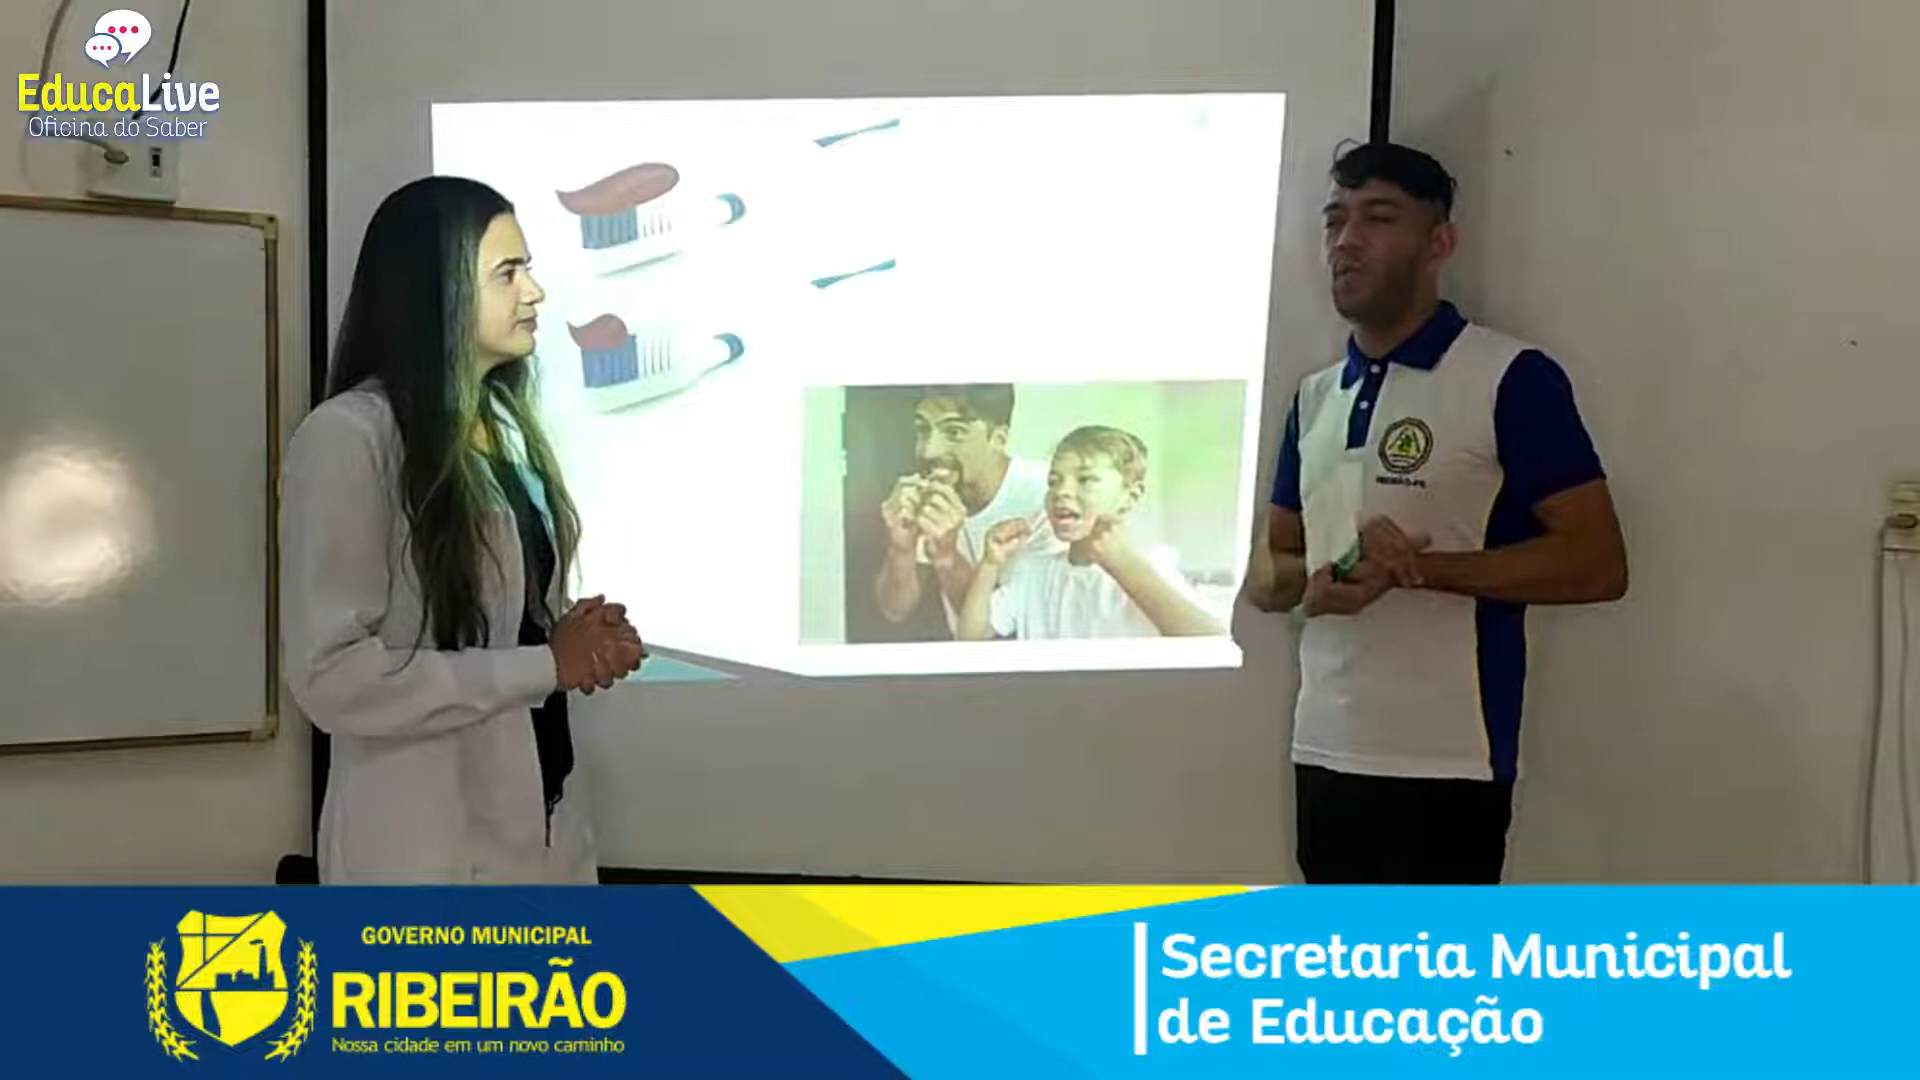 EducaLive
Oficina do Saber
GOVERNO MUNICIPAL
RIBEIRÃO
Nossa cidade em um novo caminho
Secretaria Municipal
de Educação